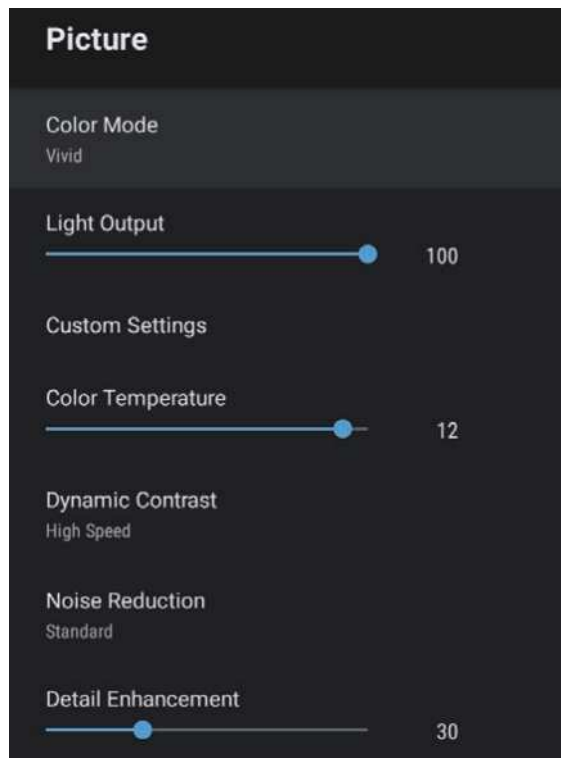 Picture
Color Mode
Vivid
Light Output
100
Custom Settings
Color Temperature
12
Dynamic Contrast
High Speed
Noise Reduction
Standard
Detail Enhancement
30